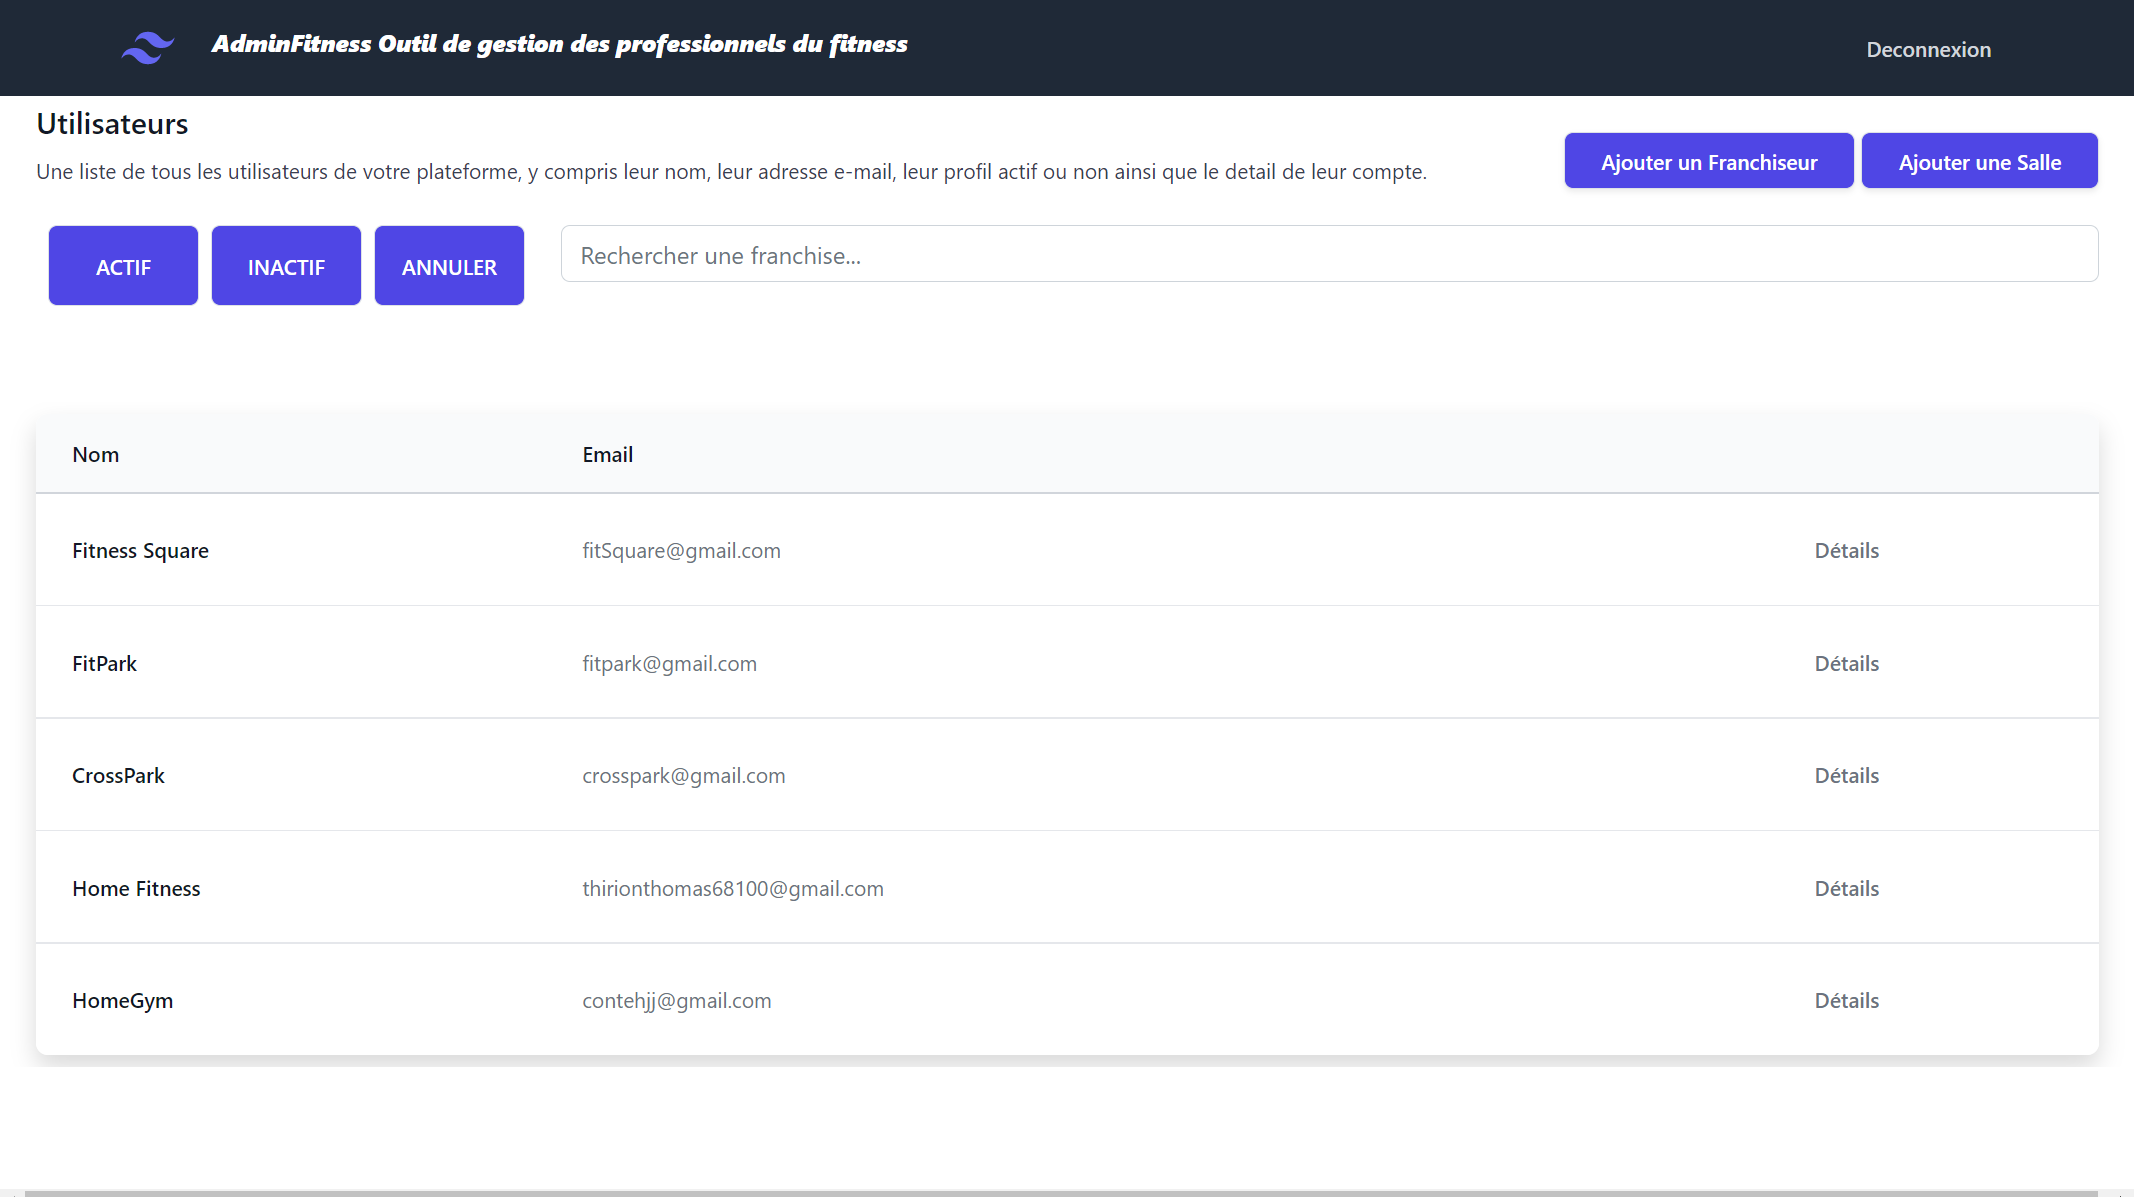 AdminFitness Outil de gestion des professionnels du fitness
Deconnexion
Utilisateurs
Une liste de tous les utilisateurs de votre plateforme, y compris leur nom, leur adresse e-mail, leur profil actif ou non ainsi que le detail de leur compte.
Ajouter un Franchiseur
Ajouter une Salle
ACTIF
INACTIF
ANNULER
Rechercher une franchise...
Nom Email
Fitness Square fitSquare@gmail.com Détails
FitPark fitpark@gmail.com Détails
CrossPark crosspark@gmail.com Détails
Home Fitness thirionthomas68100@gmail.com Détails
HomeGym contehjj@gmail.com Détails